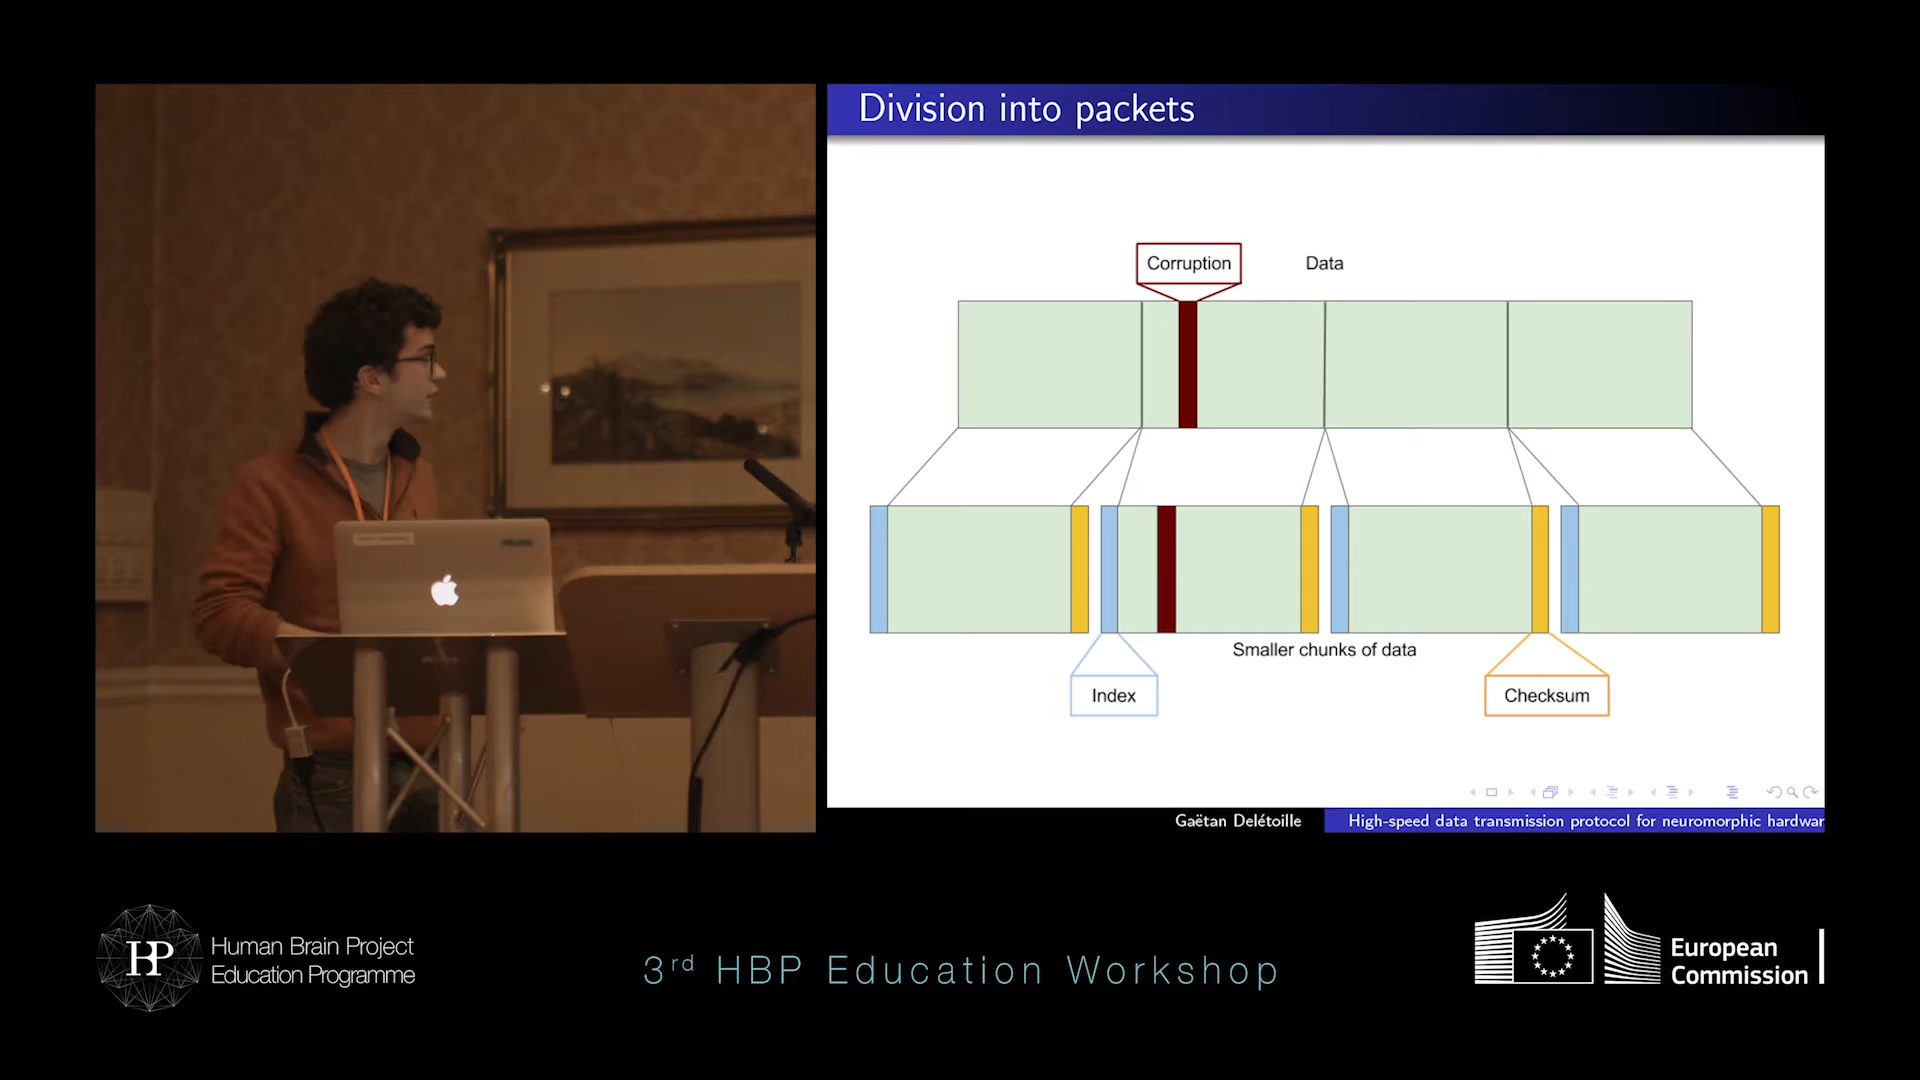 Division into packets
Corruption
Data
Smaller chunks of data
Index
Checksum
Gaëtan Delétoille
High-speed data transmission protocol for neuromorphic hardwar
HBP
Human Brain Project
Education Programme
3rd HBP Education Workshop
European
Commission